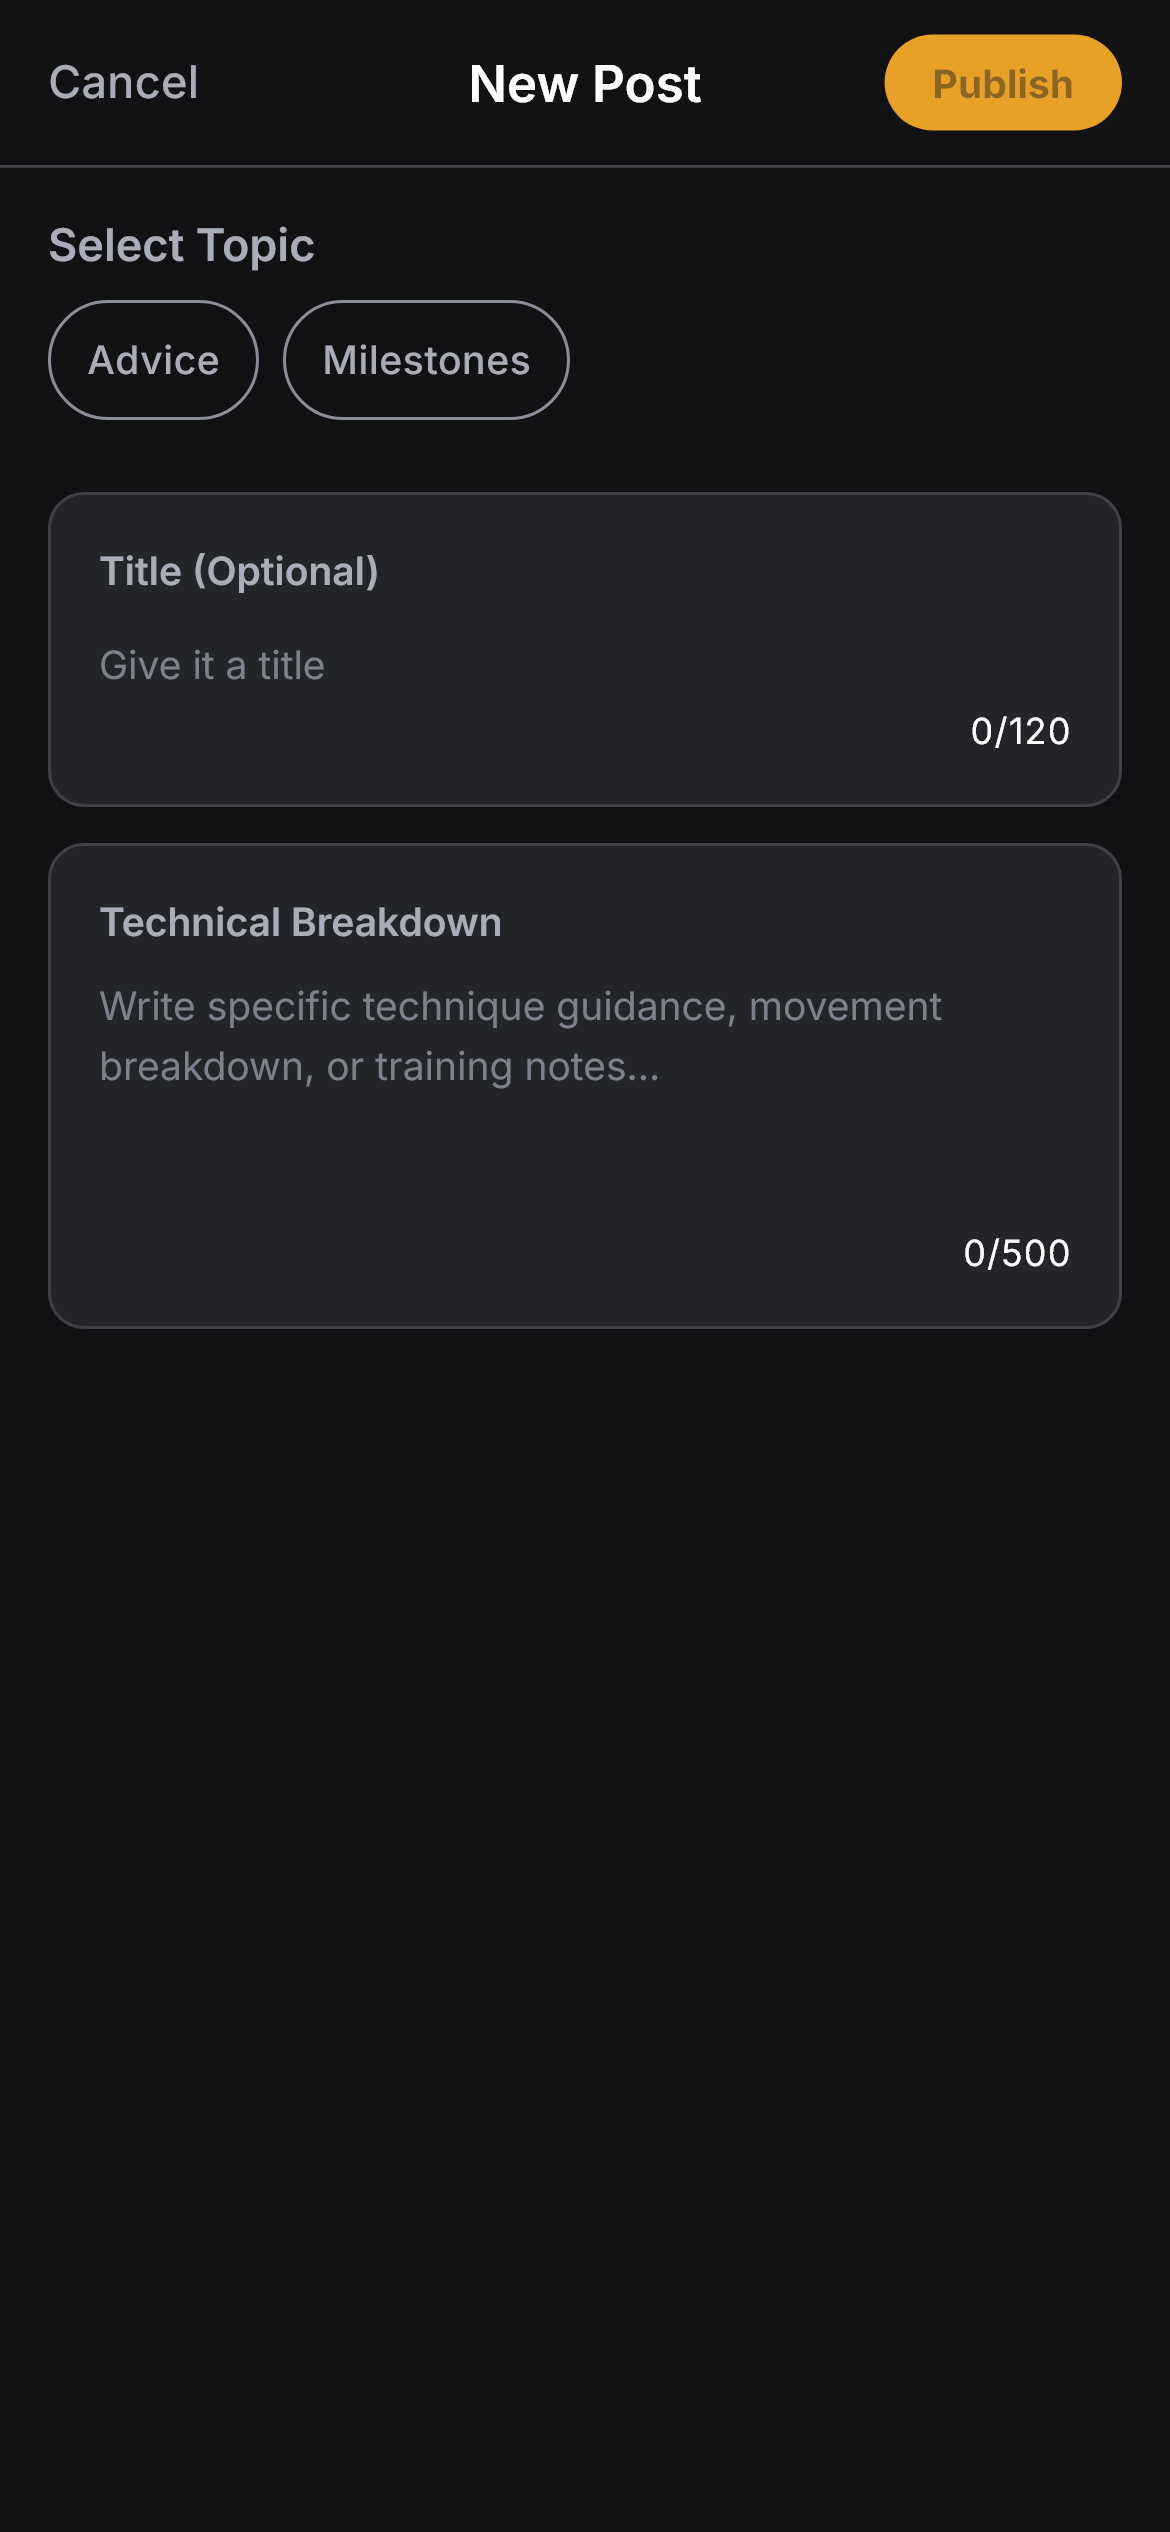 Cancel
New Post
Publish
Select Topic
Advice
Milestones
Title (Optional)
Give it a title
0/120
Technical Breakdown
Write specific technique guidance, movement
breakdown, or training notes...
0/500